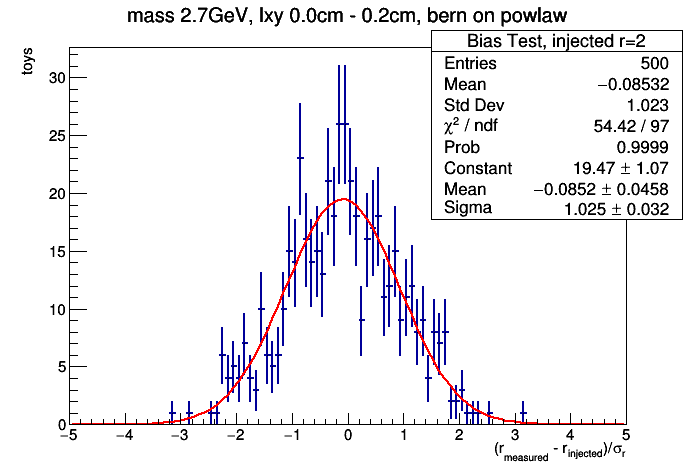 mass 2.7GeV, lxy 0.0cm - 0.2cm, bern on powlaw
Bias Test, injected r=2
Entries 500
Mean −0.08532
Std Dev 1.023
χ² / ndf 54.42 / 97
Prob 0.9999
Constant 19.47 ± 1.07
Mean −0.0852 ± 0.0458
Sigma 1.025 ± 0.032
toys
30
25
20
15
10
5
0
−5 −4 −3 −2 −1 0 1 2 3 4 5
(r_measured - r_injected)/σ_r